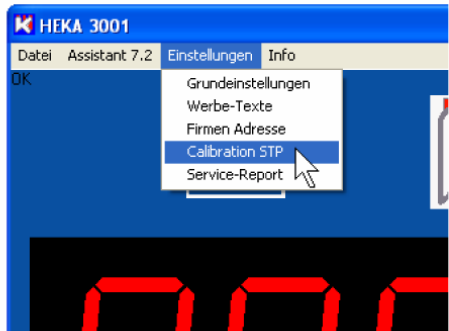 HEKA 3001
Datei Assistant 7.2 Einstellungen Info
OK
Grundeinstellungen
Werbe-Texte
Firmen Adresse
Calibration STP
Service-Report